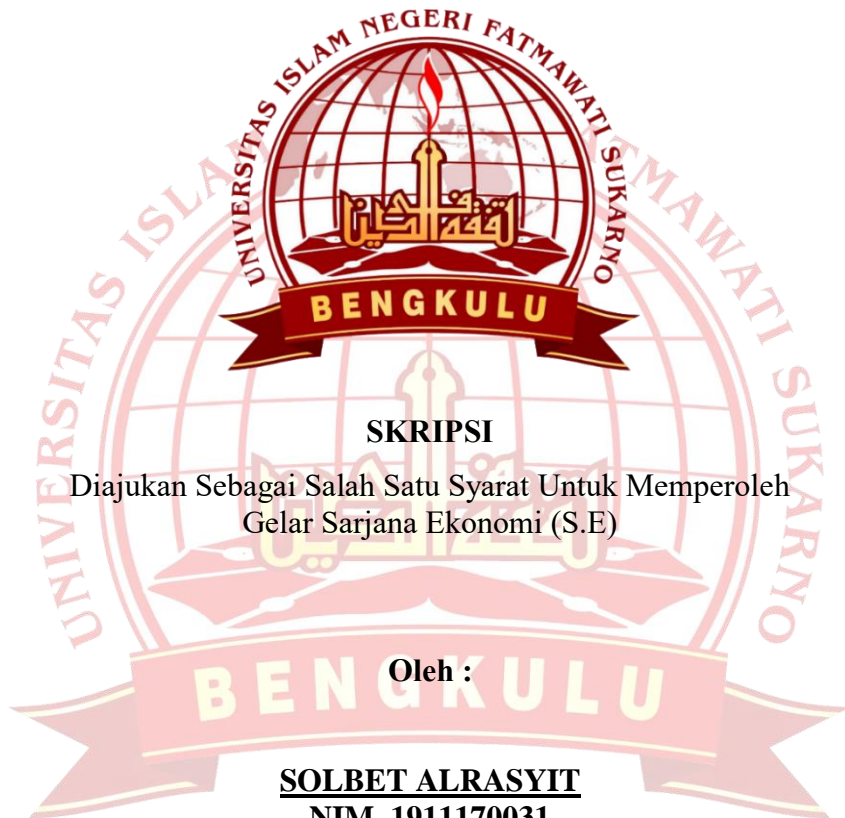 UNIVERSITAS ISLAM NEGERI FATMAWATI SUKARNO
BENGKULU
SKRIPSI
Diajukan Sebagai Salah Satu Syarat Untuk Memperoleh
Gelar Sarjana Ekonomi (S.E)
Oleh :
SOLBET ALRASYIT
NIM. 1911170031